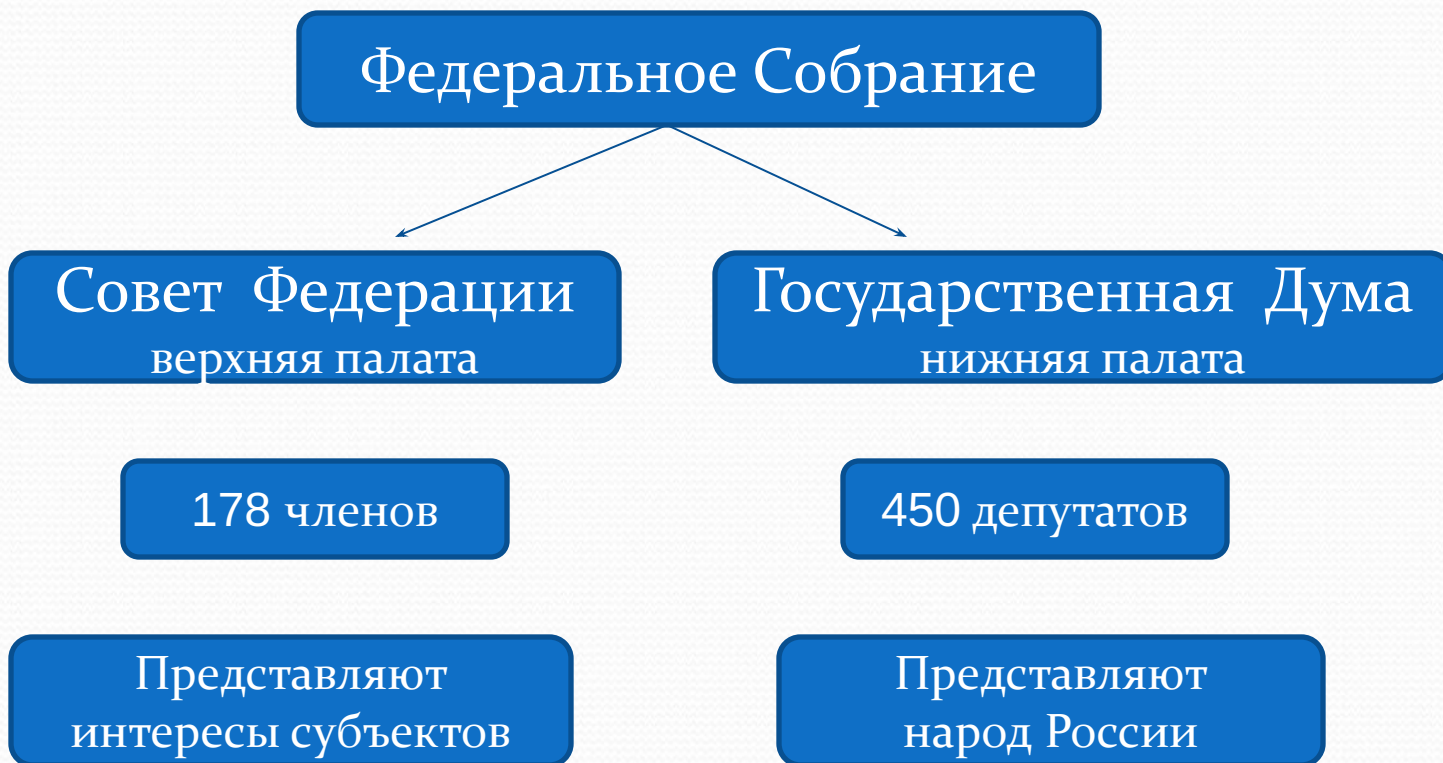 Федеральное Собрание
Совет Федерации
верхняя палата
Государственная Дума
нижняя палата
178 членов
450 депутатов
Представляют
интересы субъектов
Представляют
народ России